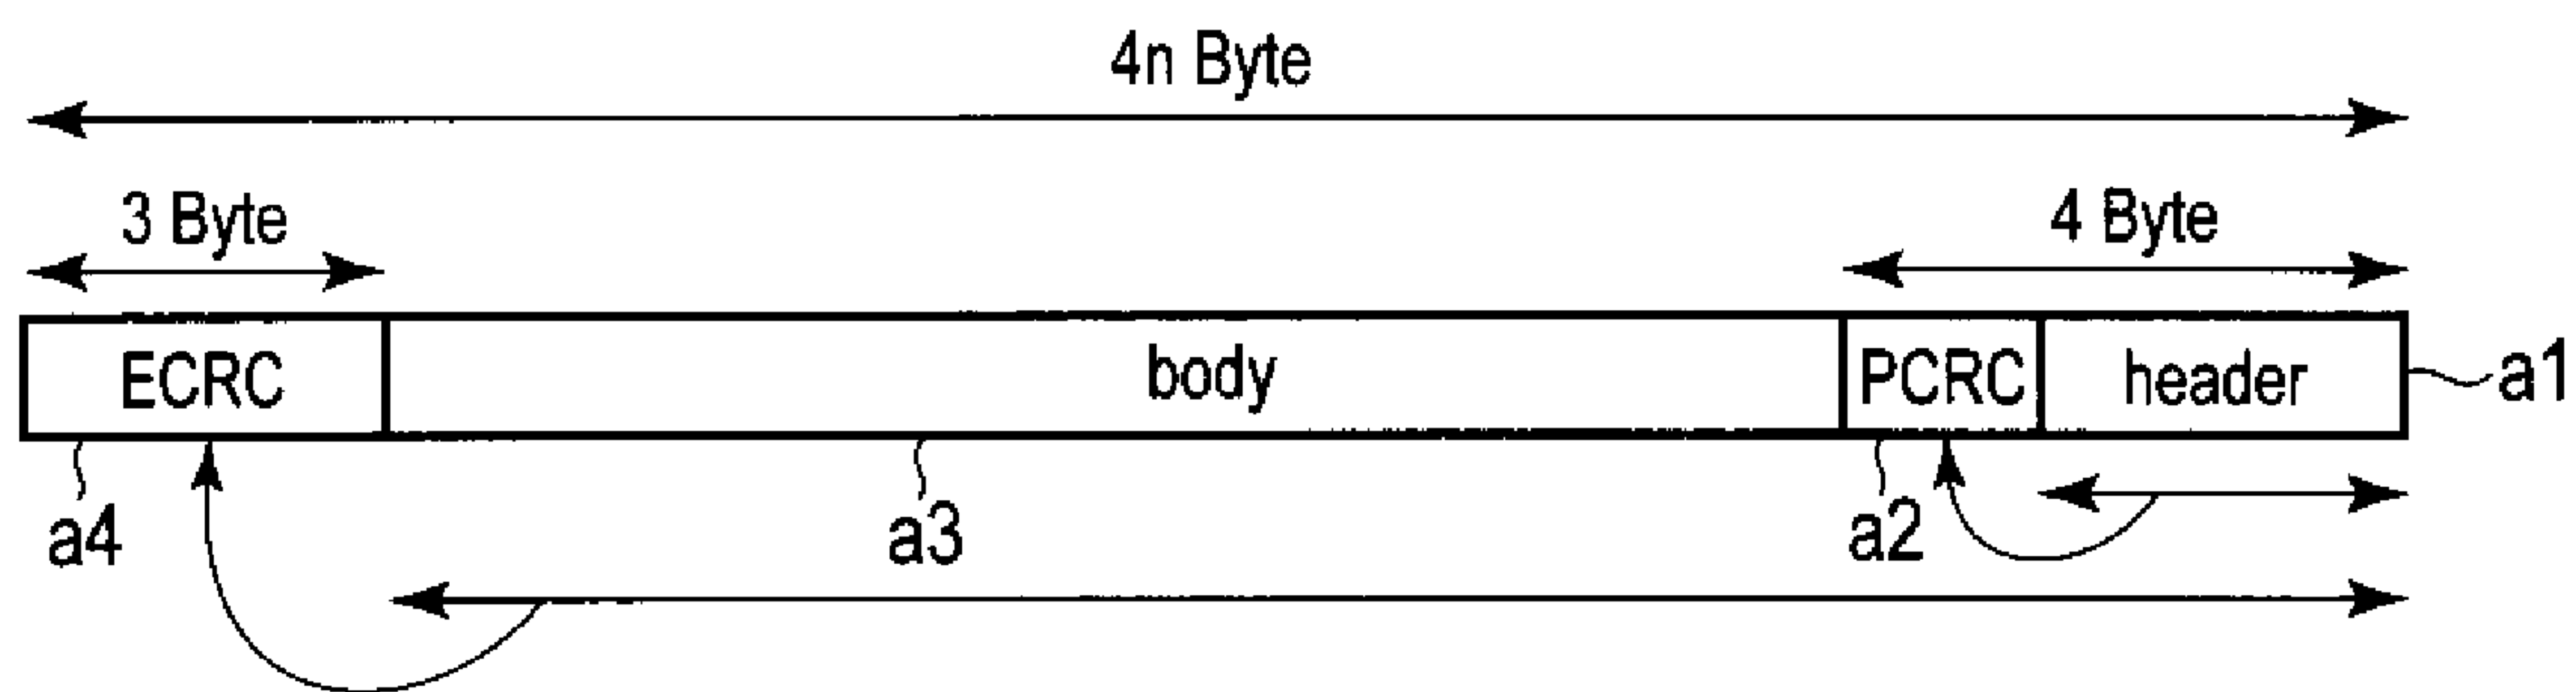 4n Byte
3 Byte
4 Byte
ECRC
body
PCRC
header
a1
a4
a3
a2